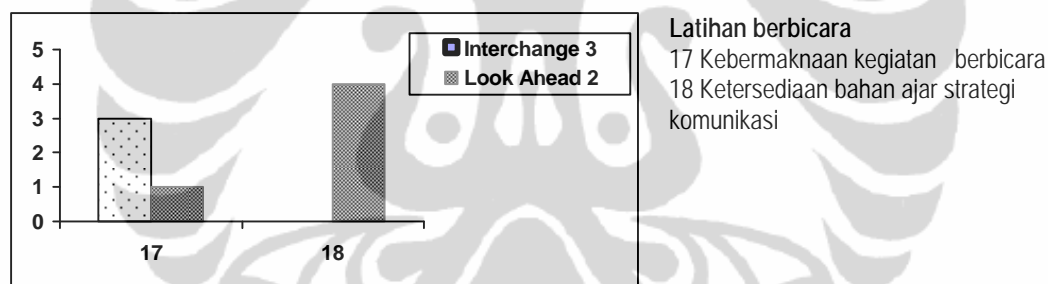 5
4
3
2
1
0
17
18
Interchange 3
Look Ahead 2
Latihan berbicara
17 Kebermaknaan kegiatan berbicara
18 Ketersediaan bahan ajar strategi
komunikasi